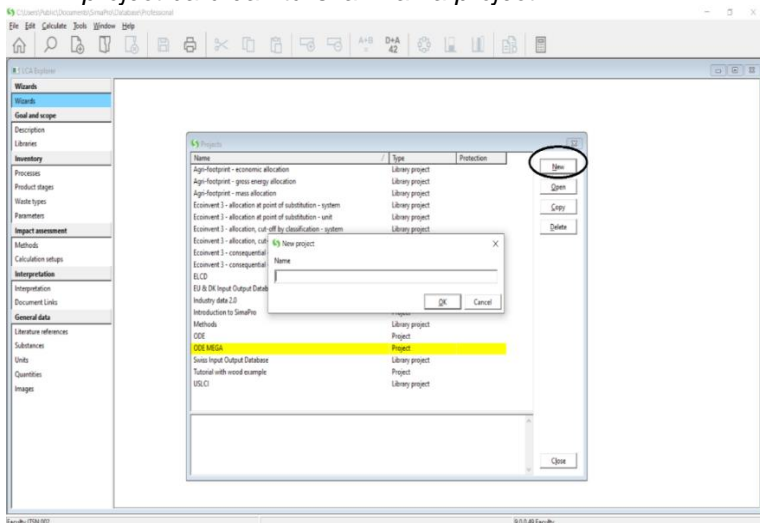 C:\Users\Public\Documents\SimaPro\Database\Professional
File Edit Calculate Tools Window Help
A+B
D+A
42
LCA Explorer
Wizards
Wizards
Goal and scope
Description
Libraries
Inventory
Processes
Product stages
Waste types
Parameters
Impact assessment
Methods
Calculation setups
Interpretation
Interpretation
Document Links
General data
Literature references
Substances
Units
Quantities
Images
Projects
Name / Type Protection
Agri-footprint - economic allocation Library project
Agri-footprint - gross energy allocation Library project
Agri-footprint - mass allocation Library project
Ecoinvent 3 - allocation at point of substitution - system Library project
Ecoinvent 3 - allocation at point of substitution - unit Library project
Ecoinvent 3 - allocation, cut-off by classification - system Library project
Ecoinvent 3 - allocation, cut-
Ecoinvent 3 - consequential
Ecoinvent 3 - consequential
ELCD
EU & DK Input Output Datab
Industry data 2.0
Introduction to SimaPro
Methods Library project
ODE Project
ODE MEGA Project
Swiss Input Output Database Library project
Tutorial with wood example Project
USLCI Library project
New
Open
Copy
Delete
Close
New project
Name
OK Cancel